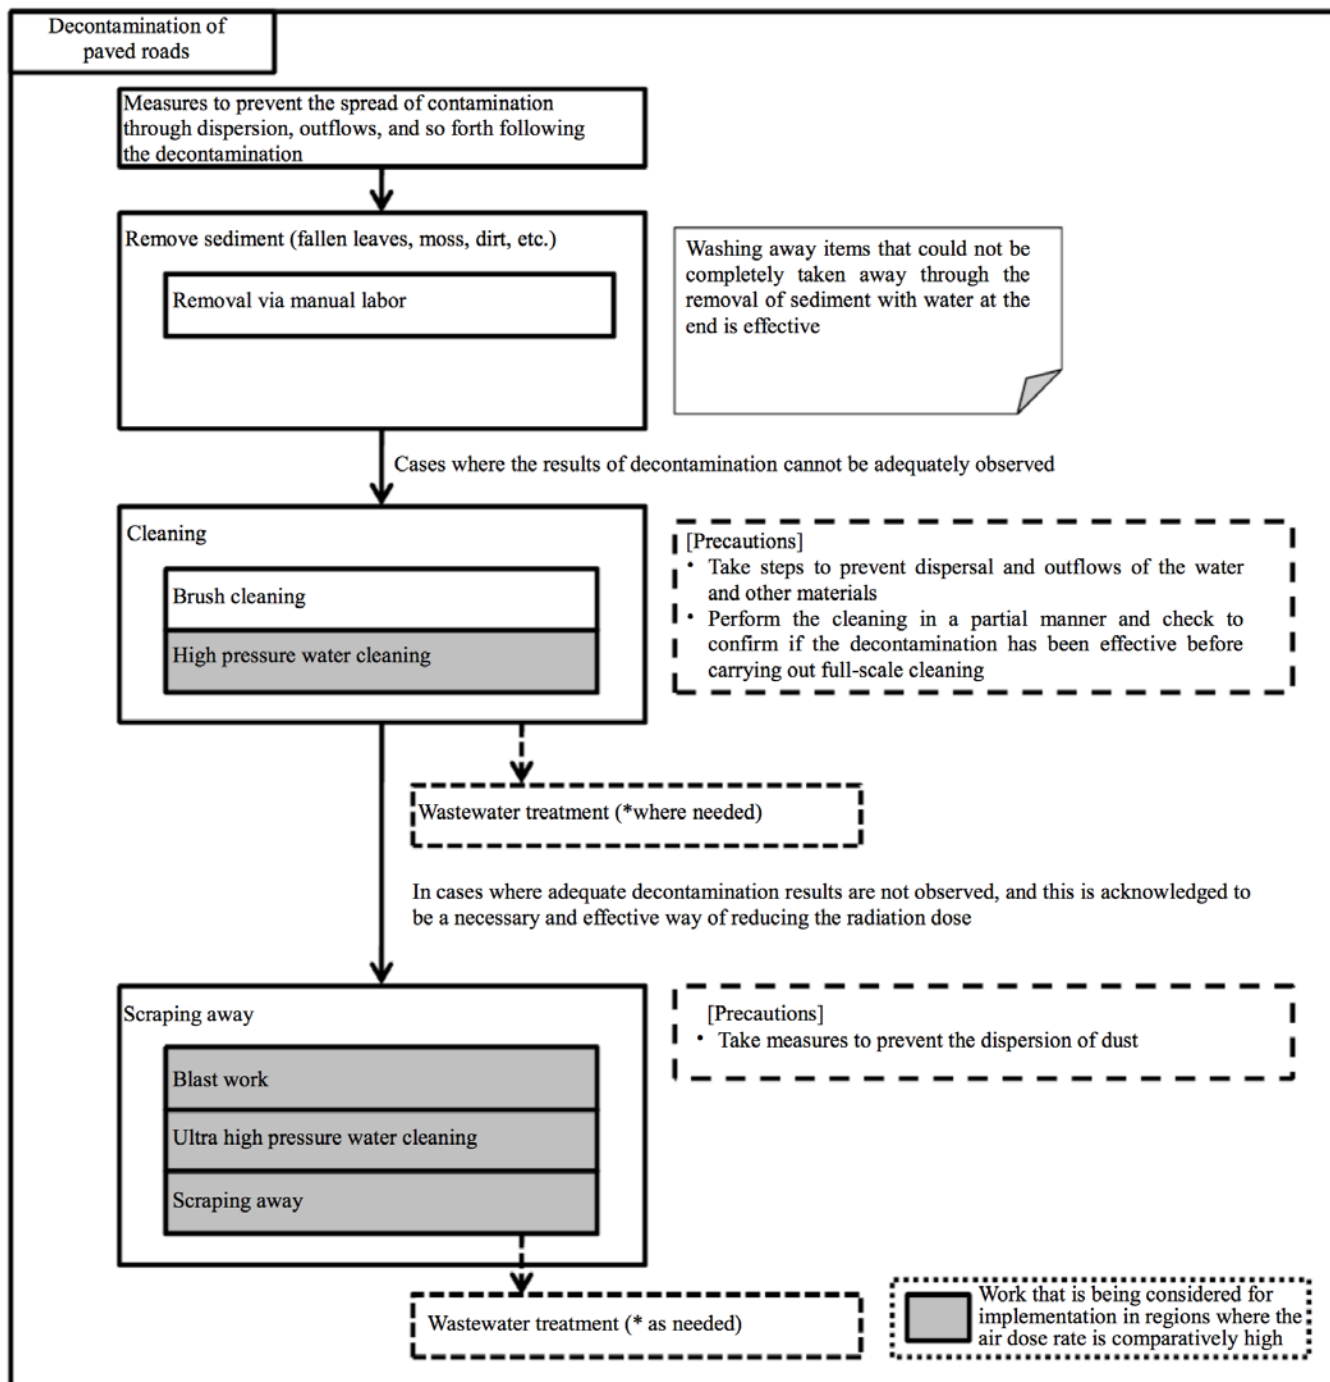 Decontamination of
paved roads
Measures to prevent the spread of contamination
through dispersion, outflows, and so forth following
the decontamination
Remove sediment (fallen leaves, moss, dirt, etc.)
Removal via manual labor
Washing away items that could not be
completely taken away through the
removal of sediment with water at the
end is effective
Cases where the results of decontamination cannot be adequately observed
Cleaning
Brush cleaning
High pressure water cleaning
[Precautions]
• Take steps to prevent dispersal and outflows of the water
and other materials
• Perform the cleaning in a partial manner and check to
confirm if the decontamination has been effective before
carrying out full-scale cleaning
Wastewater treatment (*where needed)
In cases where adequate decontamination results are not observed, and this is acknowledged to
be a necessary and effective way of reducing the radiation dose
Scraping away
Blast work
Ultra high pressure water cleaning
Scraping away
[Precautions]
• Take measures to prevent the dispersion of dust
Wastewater treatment (* as needed)
Work that is being considered for
implementation in regions where the
air dose rate is comparatively high